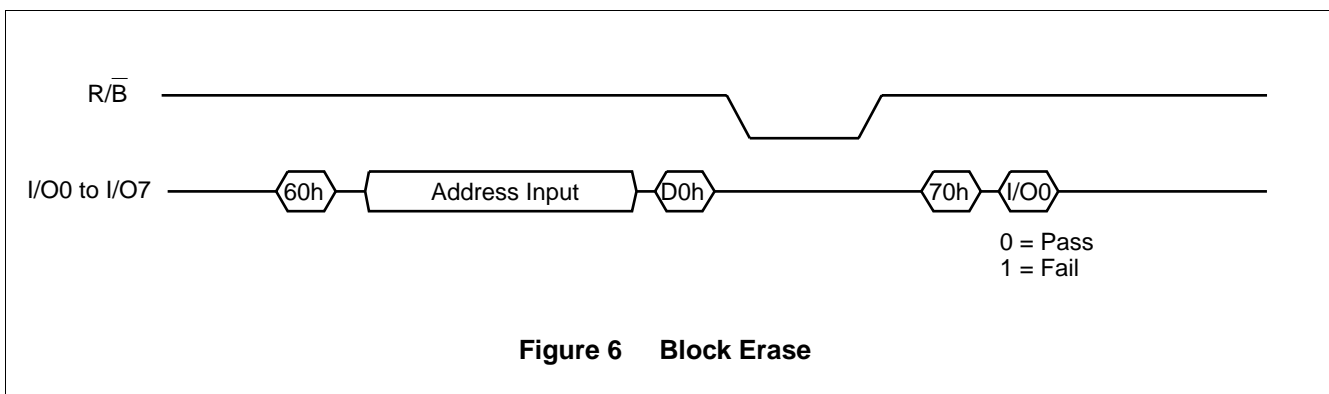 R/B̅
I/O0 to I/O7 60h Address Input D0h 70h I/O0
0 = Pass
1 = Fail
Figure 6 Block Erase